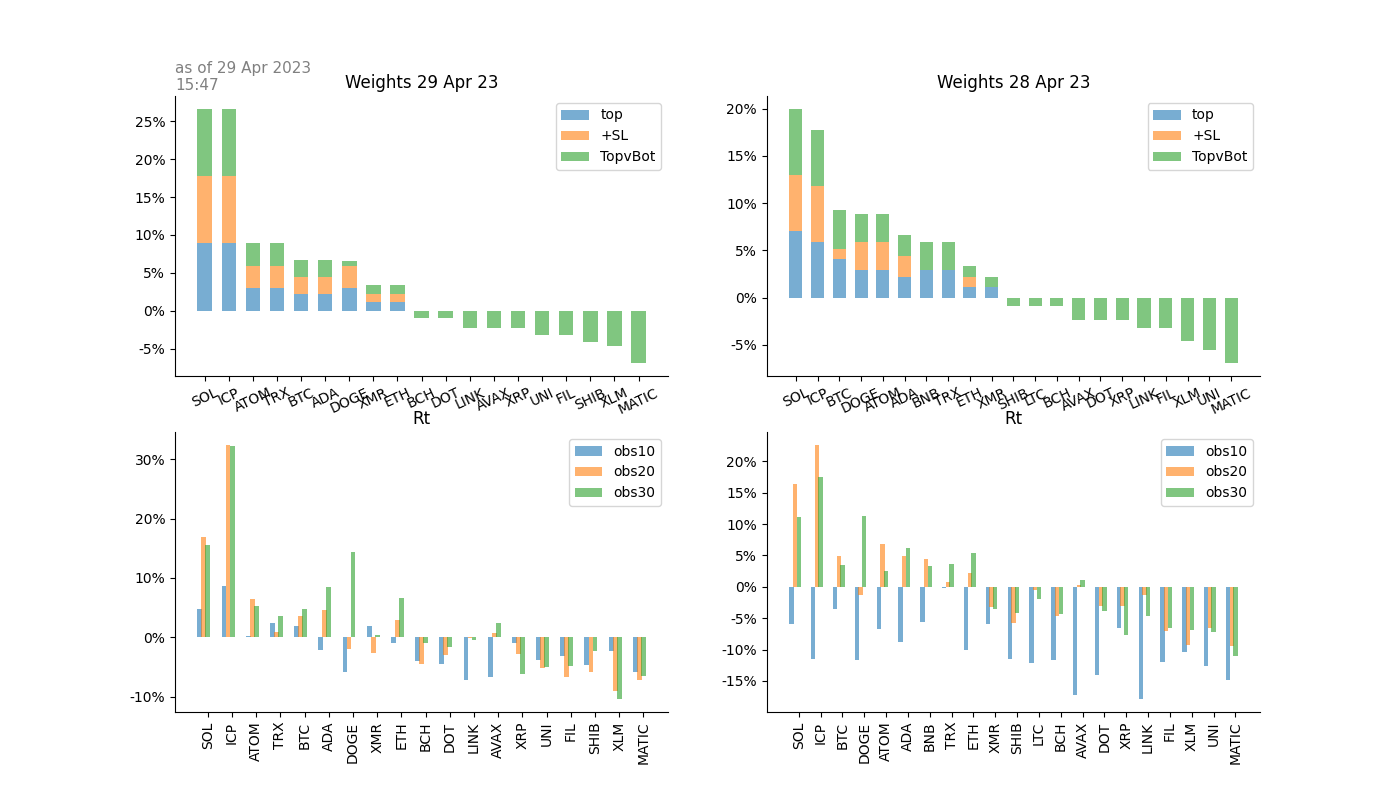 as of 29 Apr 2023
15:47
Weights 29 Apr 23
25%
20%
15%
10%
5%
0%
-5%
top
+SL
TopvBot
SOL ICP ATOM TRX BTC ADA DOGE XMR ETH BCH DOT LINK AVAX XRP UNI FIL SHIB XLM MATIC
Weights 28 Apr 23
20%
15%
10%
5%
0%
-5%
top
+SL
TopvBot
SOL ICP BTC DOGE ATOM ADA BNB TRX ETH XMR SHIB LTC BCH AVAX DOT XRP LINK FIL XLM UNI MATIC
Rt
30%
20%
10%
0%
-10%
obs10
obs20
obs30
SOL ICP ATOM TRX BTC ADA DOGE XMR ETH BCH DOT LINK AVAX XRP UNI FIL SHIB XLM MATIC
Rt
20%
15%
10%
5%
0%
-5%
-10%
-15%
obs10
obs20
obs30
SOL ICP BTC DOGE ATOM ADA BNB TRX ETH XMR SHIB LTC BCH AVAX DOT XRP LINK FIL XLM UNI MATIC